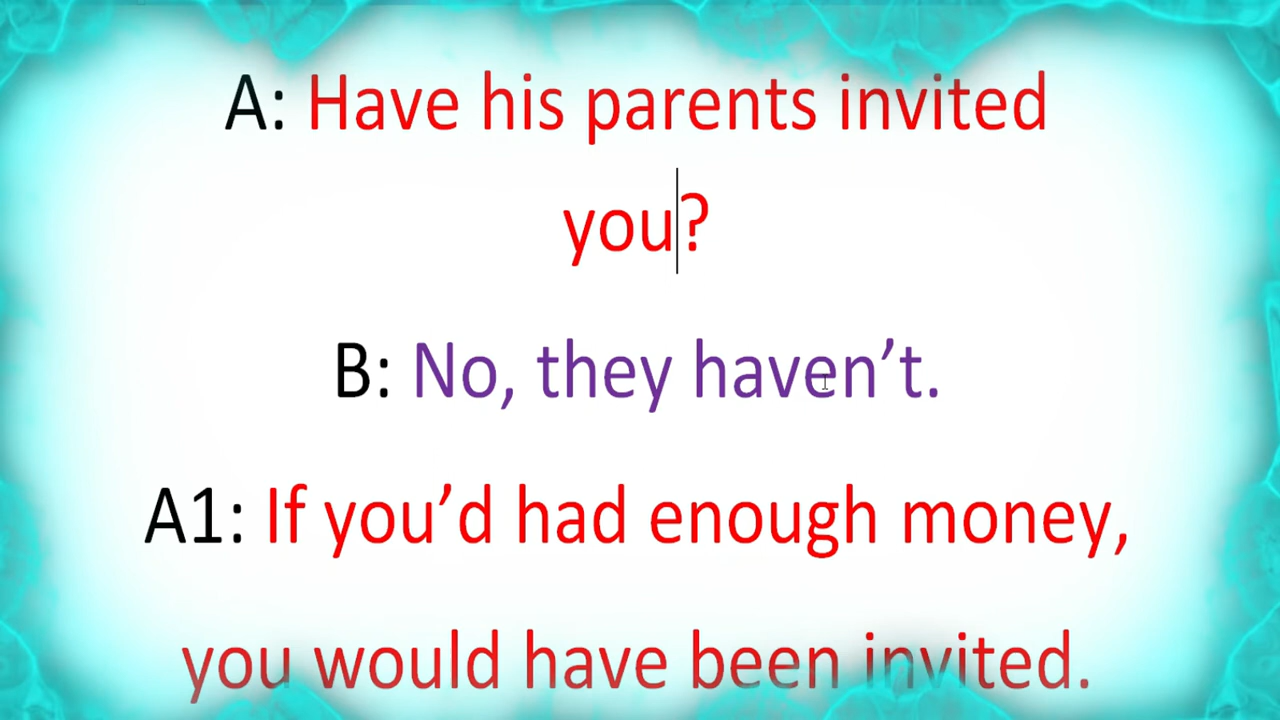 A: Have his parents invited
you?
B: No, they haven’t.
A1: If you’d had enough money,
you would have been invited.